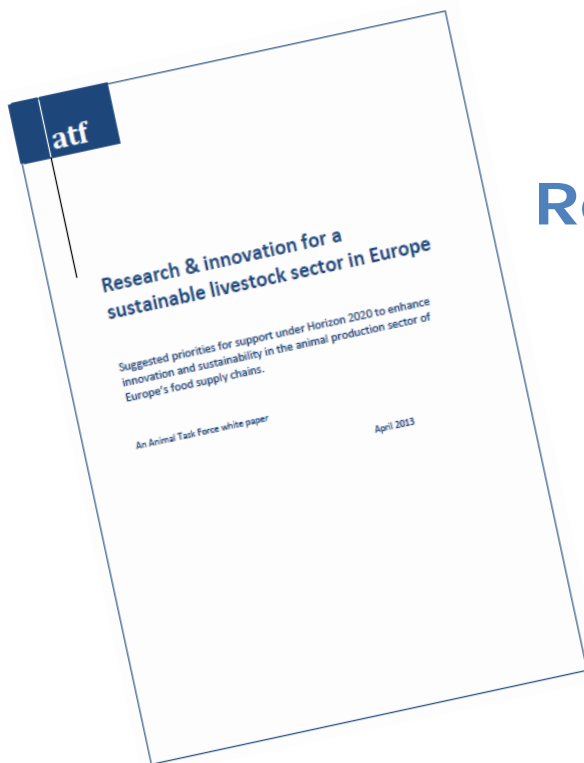 atf
Research & innovation for a
sustainable livestock sector in Europe
Suggested priorities for support under Horizon 2020 to enhance
innovation and sustainability in the animal production sector of
Europe's food supply chains.
An Animal Task Force white paper
April 2013